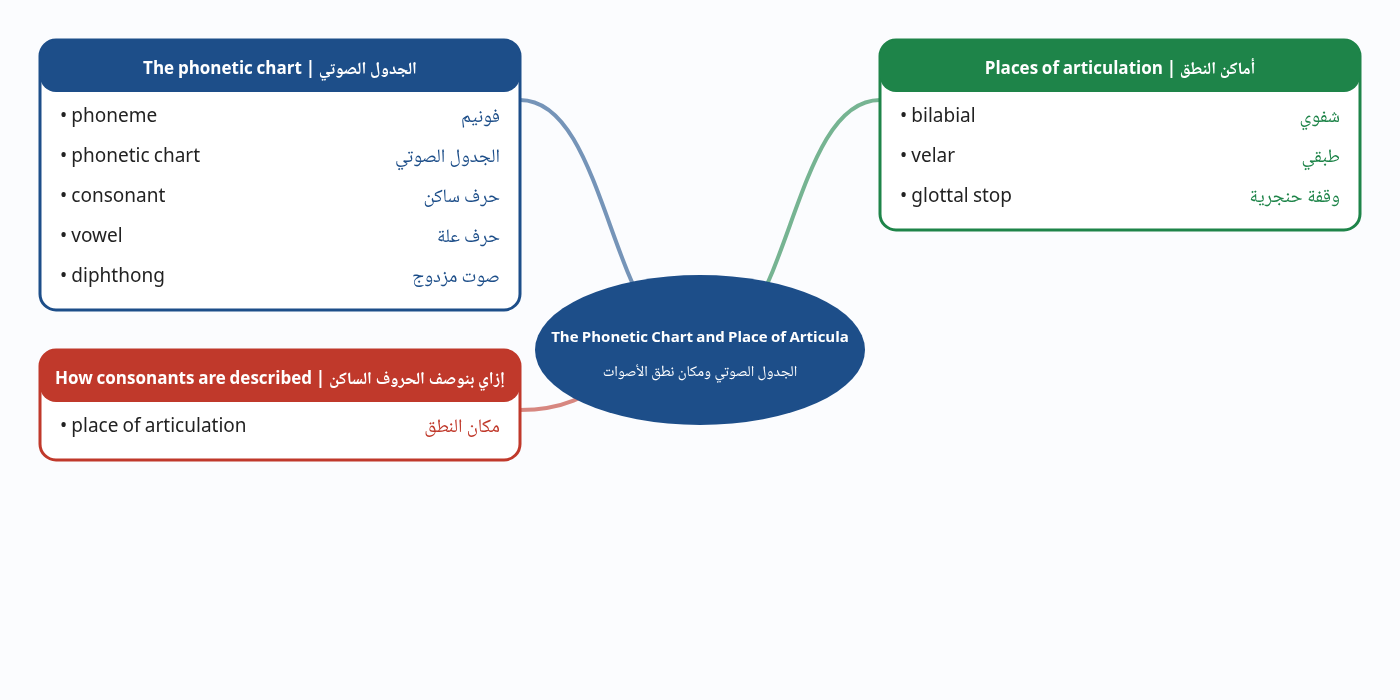 The phonetic chart | الجدول الصوتي
• phoneme فونيم
• phonetic chart الجدول الصوتي
• consonant حرف ساكن
• vowel حرف علة
• diphthong صوت مزدوج
Places of articulation | أماكن النطق
• bilabial شفوي
• velar طبقي
• glottal stop وقفة حنجرية
The Phonetic Chart and Place of Articula
الجدول الصوتي ومكان نطق الأصوات
How consonants are described | إزاي بنوصف الحروف الساكن
• place of articulation مكان النطق